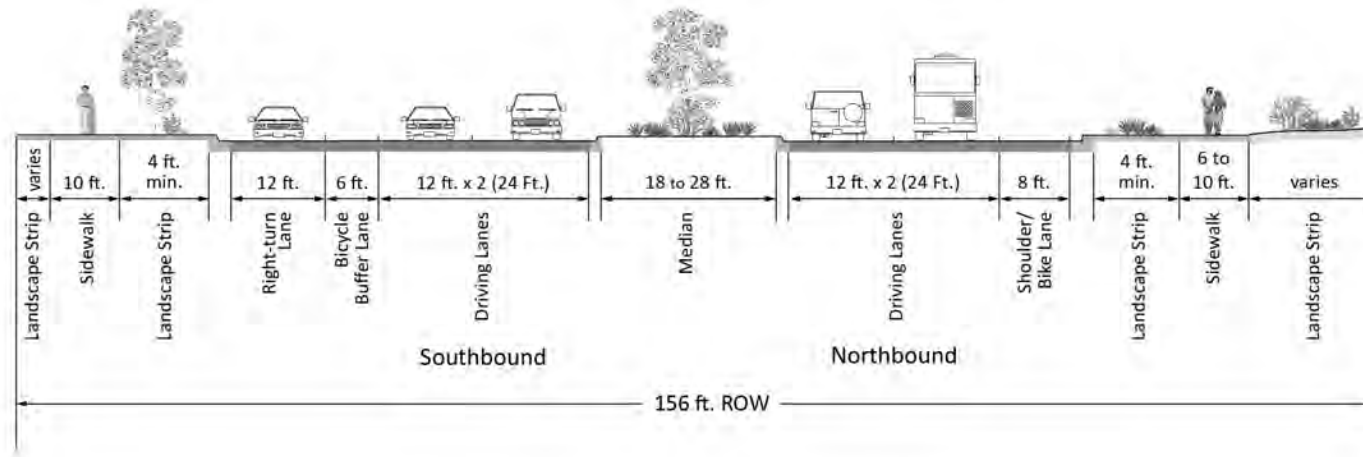 varies
10 ft.
4 ft.
min.
12 ft.
6 ft.
12 ft. x 2 (24 Ft.)
18 to 28 ft.
12 ft. x 2 (24 Ft.)
8 ft.
4 ft.
min.
6 to
10 ft.
varies
Landscape Strip
Sidewalk
Landscape Strip
Right-turn
Lane
Bicycle
Buffer Lane
Driving Lanes
Median
Driving Lanes
Shoulder/
Bike Lane
Landscape Strip
Sidewalk
Landscape Strip
Southbound
Northbound
156 ft. ROW